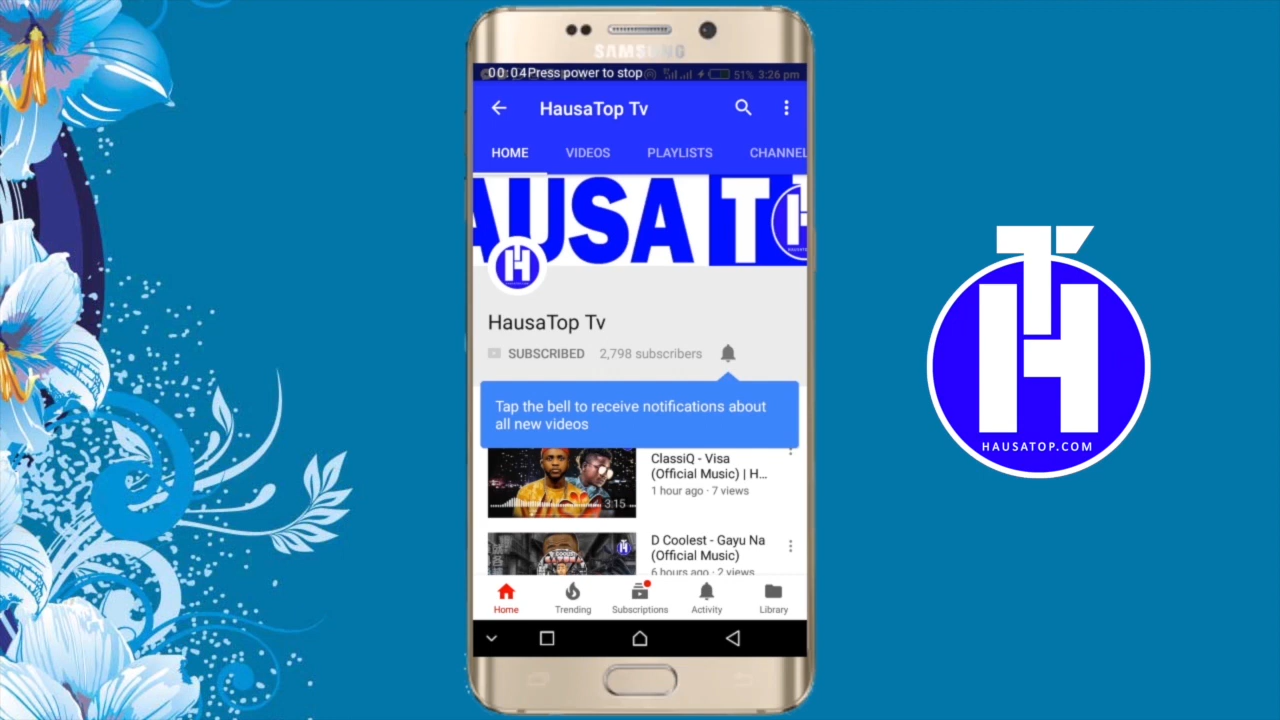 SAMSUNG
00:04Press power to stop
51% 3:26 pm
HausaTop Tv
HOME VIDEOS PLAYLISTS CHANNEL
AUSA T H
H
HausaTop Tv
SUBSCRIBED 2,798 subscribers
Tap the bell to receive notifications about
all new videos
ClassiQ - Visa
(Official Music) | H...
1 hour ago · 7 views
3:15
D Coolest - Gayu Na
(Official Music)
6 hours ago · 2 views
Home Trending Subscriptions Activity Library
TH
HAUSATOP.COM